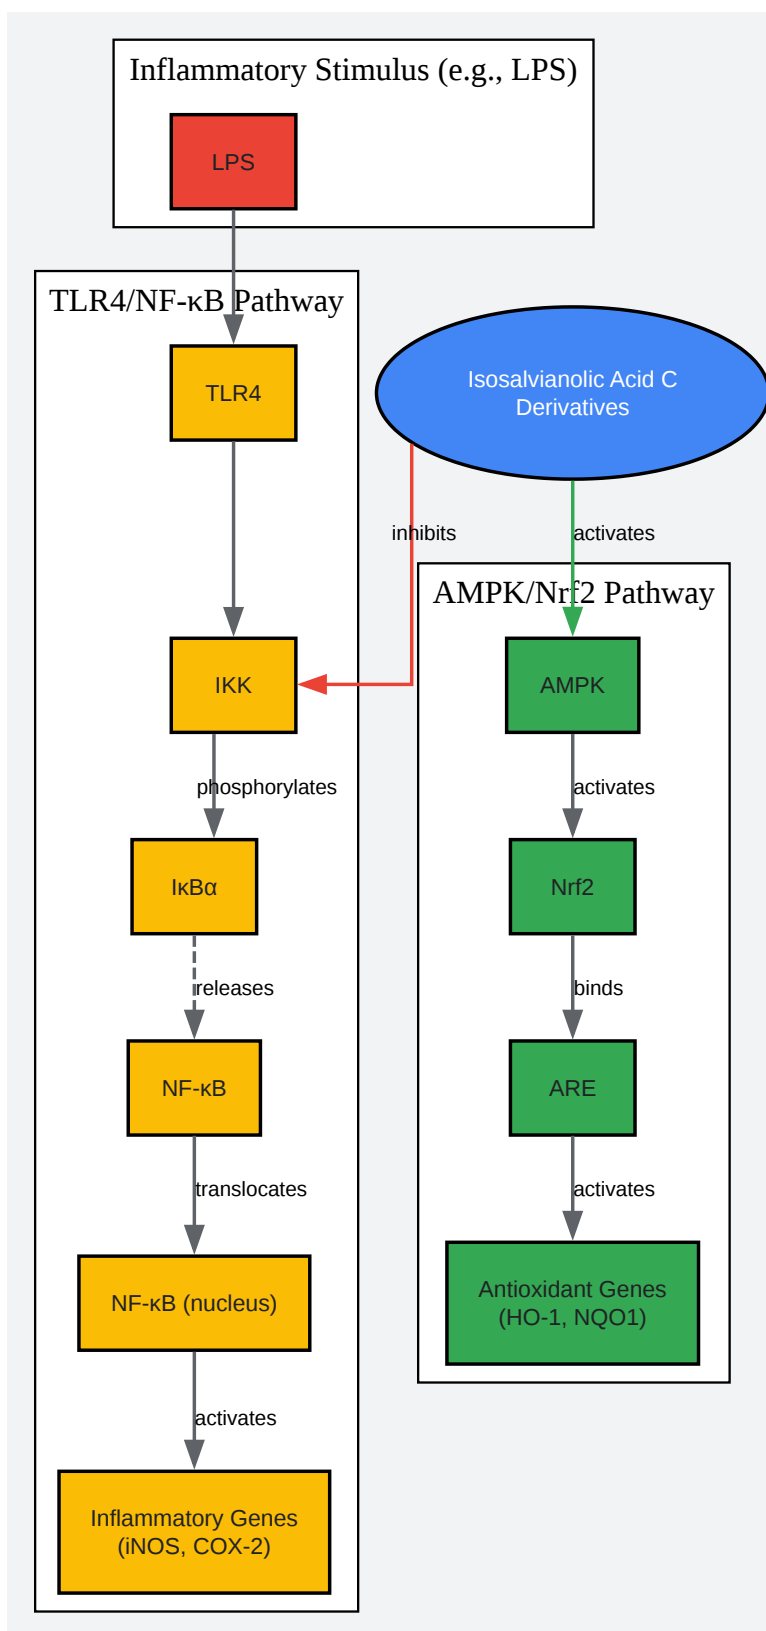 Inflammatory Stimulus (e.g., LPS)
LPS
TLR4/NF-κB Pathway
TLR4
Isosalvianolic Acid C
Derivatives
inhibits
activates
AMPK/Nrf2 Pathway
IKK
AMPK
phosphorylates
activates
IκBα
Nrf2
releases
binds
NF-κB
ARE
translocates
activates
NF-κB (nucleus)
Antioxidant Genes
(HO-1, NQO1)
activates
Inflammatory Genes
(iNOS, COX-2)